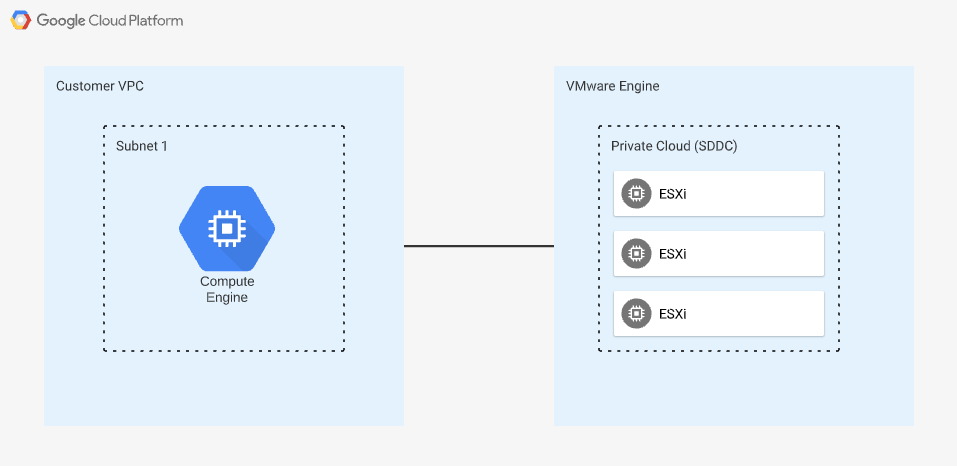 Google Cloud Platform
Customer VPC
Subnet 1
Compute
Engine
VMware Engine
Private Cloud (SDDC)
ESXi
ESXi
ESXi